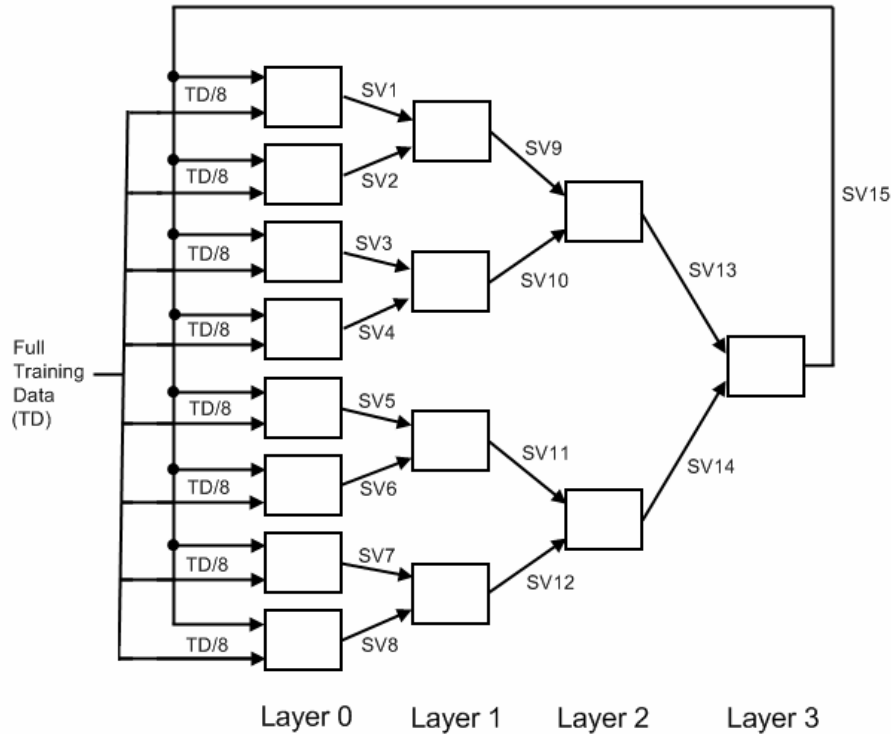 TD/8
SV1
TD/8
SV2
SV9
TD/8
SV3
TD/8
SV4
SV10
SV13
SV15
Full
Training
Data
(TD)
TD/8
SV5
TD/8
SV6
SV11
SV14
TD/8
SV7
TD/8
SV8
SV12
Layer 0
Layer 1
Layer 2
Layer 3